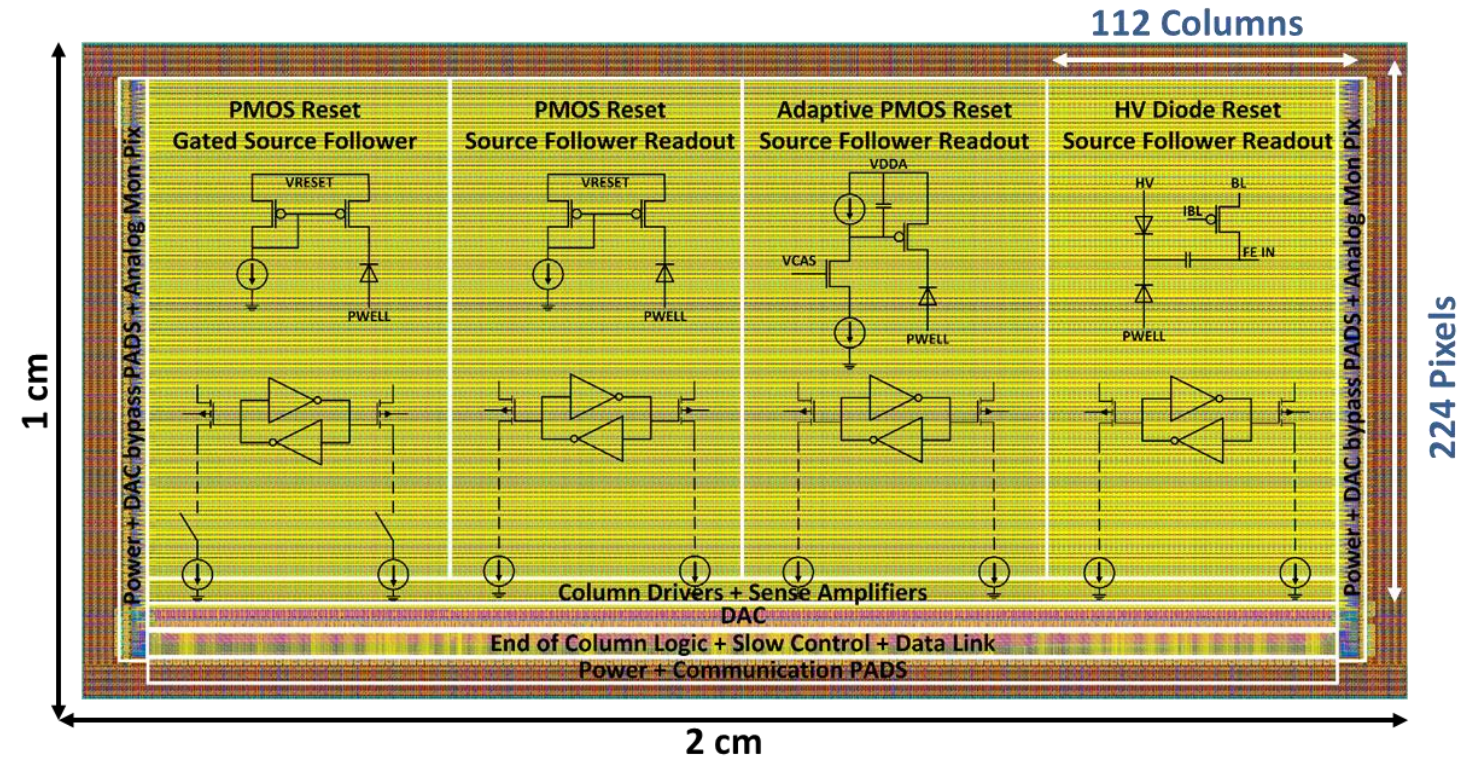 112 Columns
PMOS Reset
Gated Source Follower
VRESET
PWELL
PMOS Reset
Source Follower Readout
VRESET
PWELL
Adaptive PMOS Reset
Source Follower Readout
VDDA
VCAS
PWELL
HV Diode Reset
Source Follower Readout
HV
BL
IBL
FE IN
PWELL
Power + DAC bypass PADS + Analog Mon Pix
Power + DAC bypass PADS + Analog Mon Pix
1 cm
224 Pixels
Column Drivers + Sense Amplifiers
DAC
End of Column Logic + Slow Control + Data Link
Power + Communication PADS
2 cm